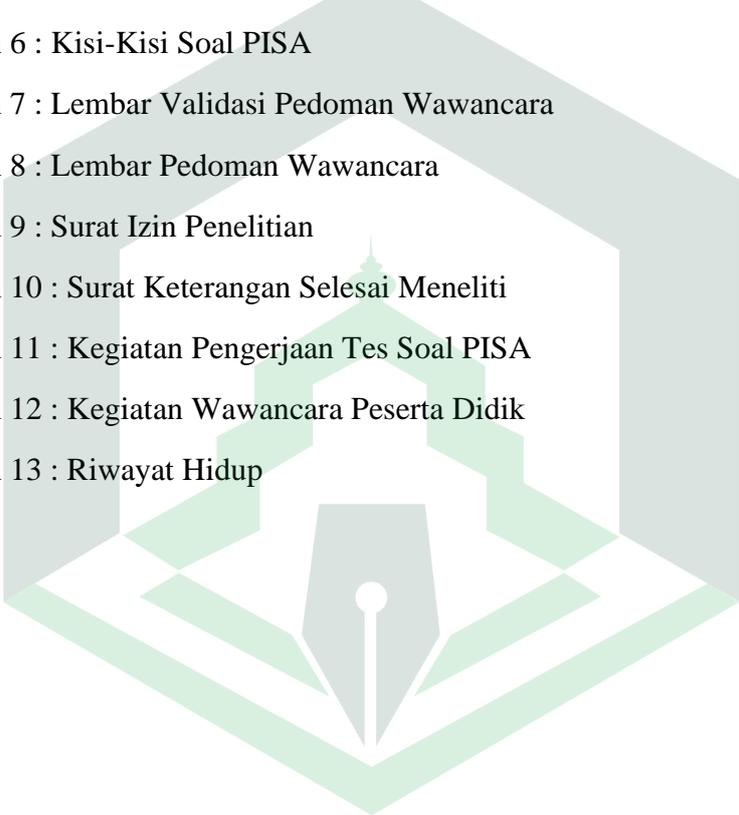 6 : Kisi-Kisi Soal PISA
7 : Lembar Validasi Pedoman Wawancara
8 : Lembar Pedoman Wawancara
9 : Surat Izin Penelitian
10 : Surat Keterangan Selesai Meneliti
11 : Kegiatan Pengerjaan Tes Soal PISA
12 : Kegiatan Wawancara Peserta Didik
13 : Riwayat Hidup